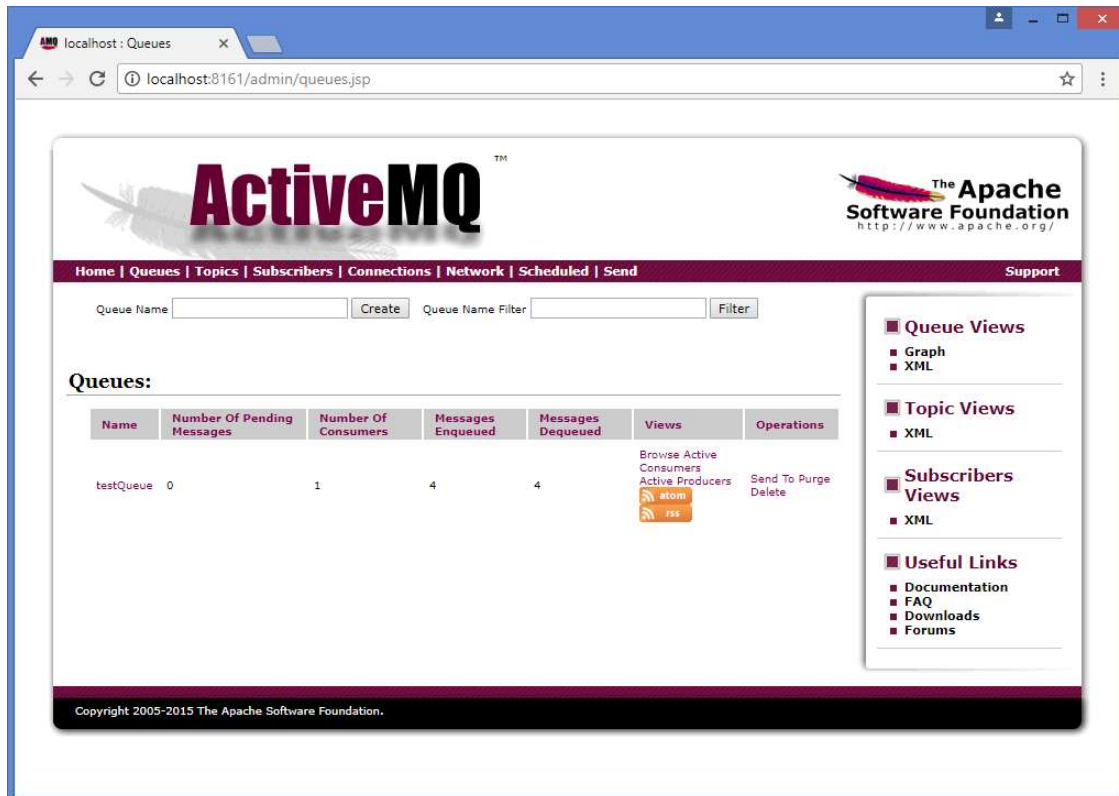 localhost : Queues
localhost:8161/admin/queues.jsp
ActiveMQ™
The Apache
Software Foundation
http://www.apache.org/
Home | Queues | Topics | Subscribers | Connections | Network | Scheduled | Send
Support
Queue Name
Create
Queue Name Filter
Filter
Queues:
Name
Number Of Pending
Messages
Number Of
Consumers
Messages
Enqueued
Messages
Dequeued
Views
Operations
testQueue
0
1
4
4
Browse Active
Consumers
Active Producers
atom
rss
Send To Purge
Delete
Queue Views
Graph
XML
Topic Views
XML
Subscribers
Views
XML
Useful Links
Documentation
FAQ
Downloads
Forums
Copyright 2005-2015 The Apache Software Foundation.